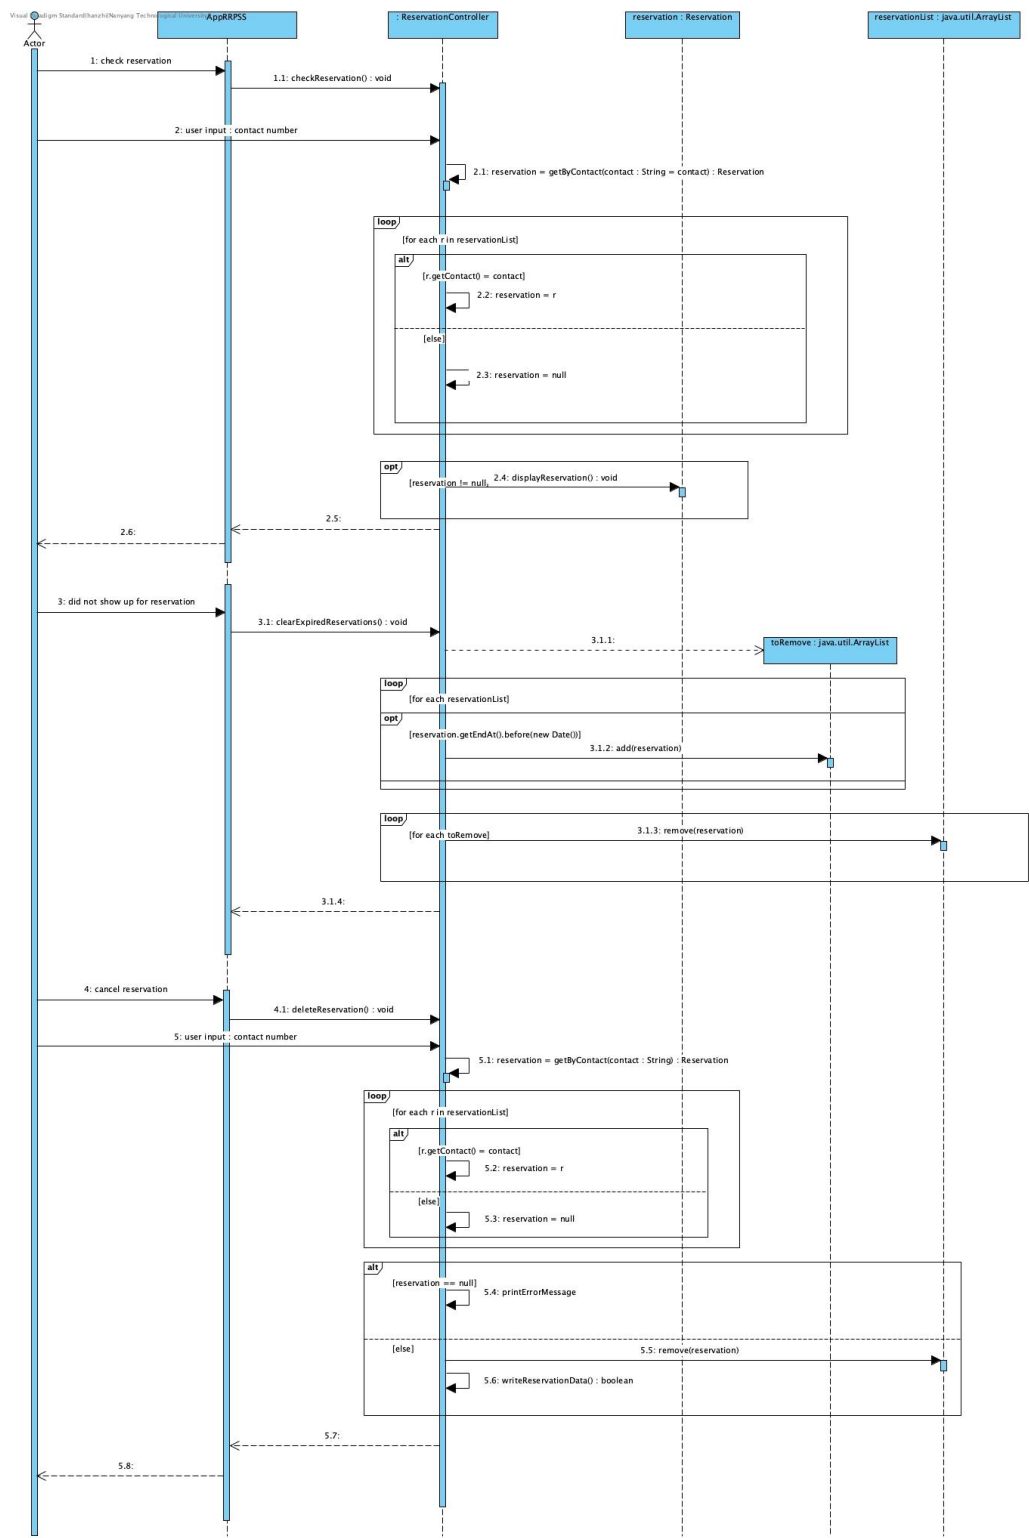 Visual Paradigm Standard(hanzhi(Nanyang Technological University))
AppRRPSS
: ReservationController
reservation : Reservation
reservationList : java.util.ArrayList
Actor
1: check reservation
1.1: checkReservation() : void
2: user input : contact number
2.1: reservation = getByContact(contact : String = contact) : Reservation
loop
[for each r in reservationList]
alt
[r.getContact() = contact]
2.2: reservation = r
[else]
2.3: reservation = null
opt
2.4: displayReservation() : void
[reservation != null,
2.5:
2.6:
3: did not show up for reservation
3.1: clearExpiredReservations() : void
3.1.1:
toRemove : java.util.ArrayList
loop
[for each reservationList]
opt
[reservation.getEndAt().before(new Date())]
3.1.2: add(reservation)
loop
3.1.3: remove(reservation)
[for each toRemove]
3.1.4:
4: cancel reservation
4.1: deleteReservation() : void
5: user input : contact number
5.1: reservation = getByContact(contact : String) : Reservation
loop
[for each r in reservationList]
alt
[r.getContact() = contact]
5.2: reservation = r
[else]
5.3: reservation = null
alt
[reservation == null]
5.4: printErrorMessage
[else]
5.5: remove(reservation)
5.6: writeReservationData() : boolean
5.7:
5.8: